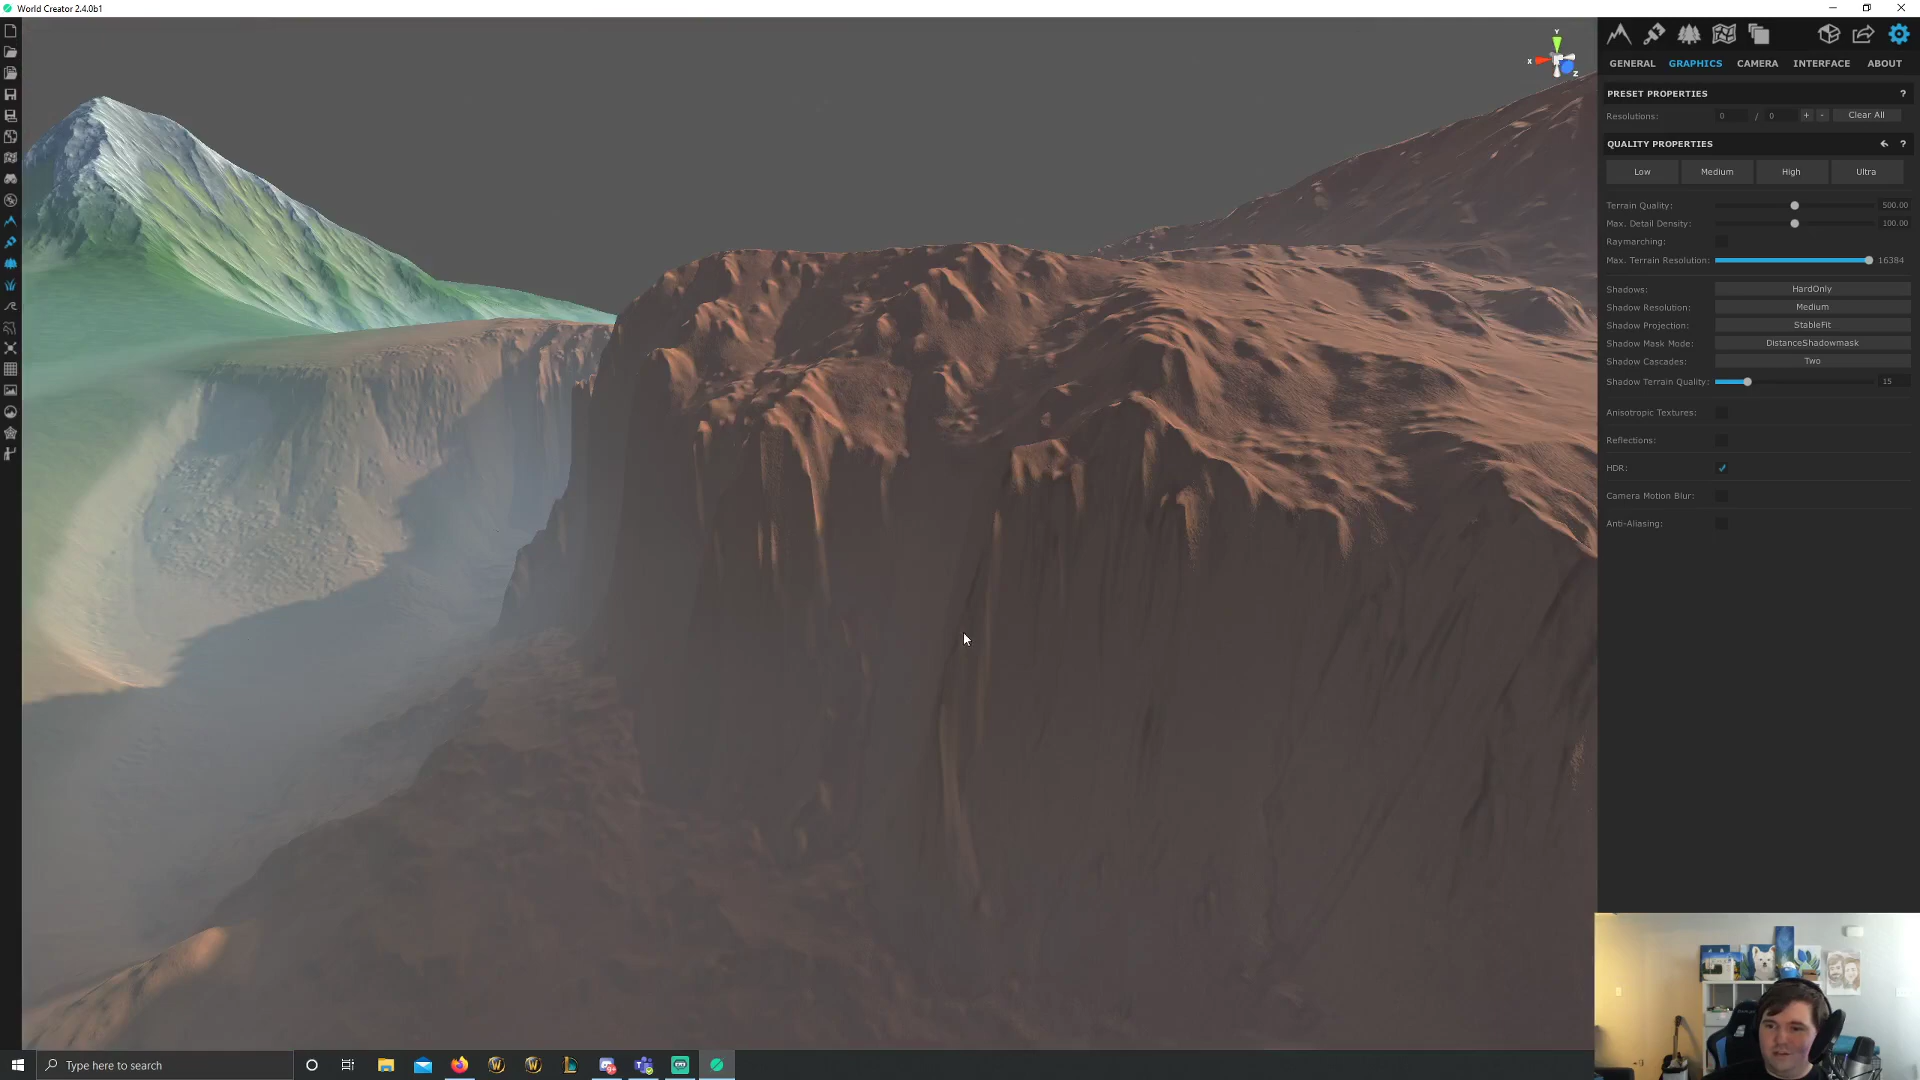 World Creator 2.4.0b1
Y
X
Z
GENERAL GRAPHICS CAMERA INTERFACE ABOUT
PRESET PROPERTIES ?
Resolutions: 0 / 0 + - Clear All
QUALITY PROPERTIES ?
Low Medium High Ultra
Terrain Quality: 500.00
Max. Detail Density: 100.00
Raymarching:
Max. Terrain Resolution: 16384
Shadows: HardOnly
Shadow Resolution: Medium
Shadow Projection: StableFit
Shadow Mask Mode: DistanceShadowmask
Shadow Cascades: Two
Shadow Terrain Quality: 15
Anisotropic Textures:
Reflections:
HDR:
Camera Motion Blur:
Anti-Aliasing:
Type here to search